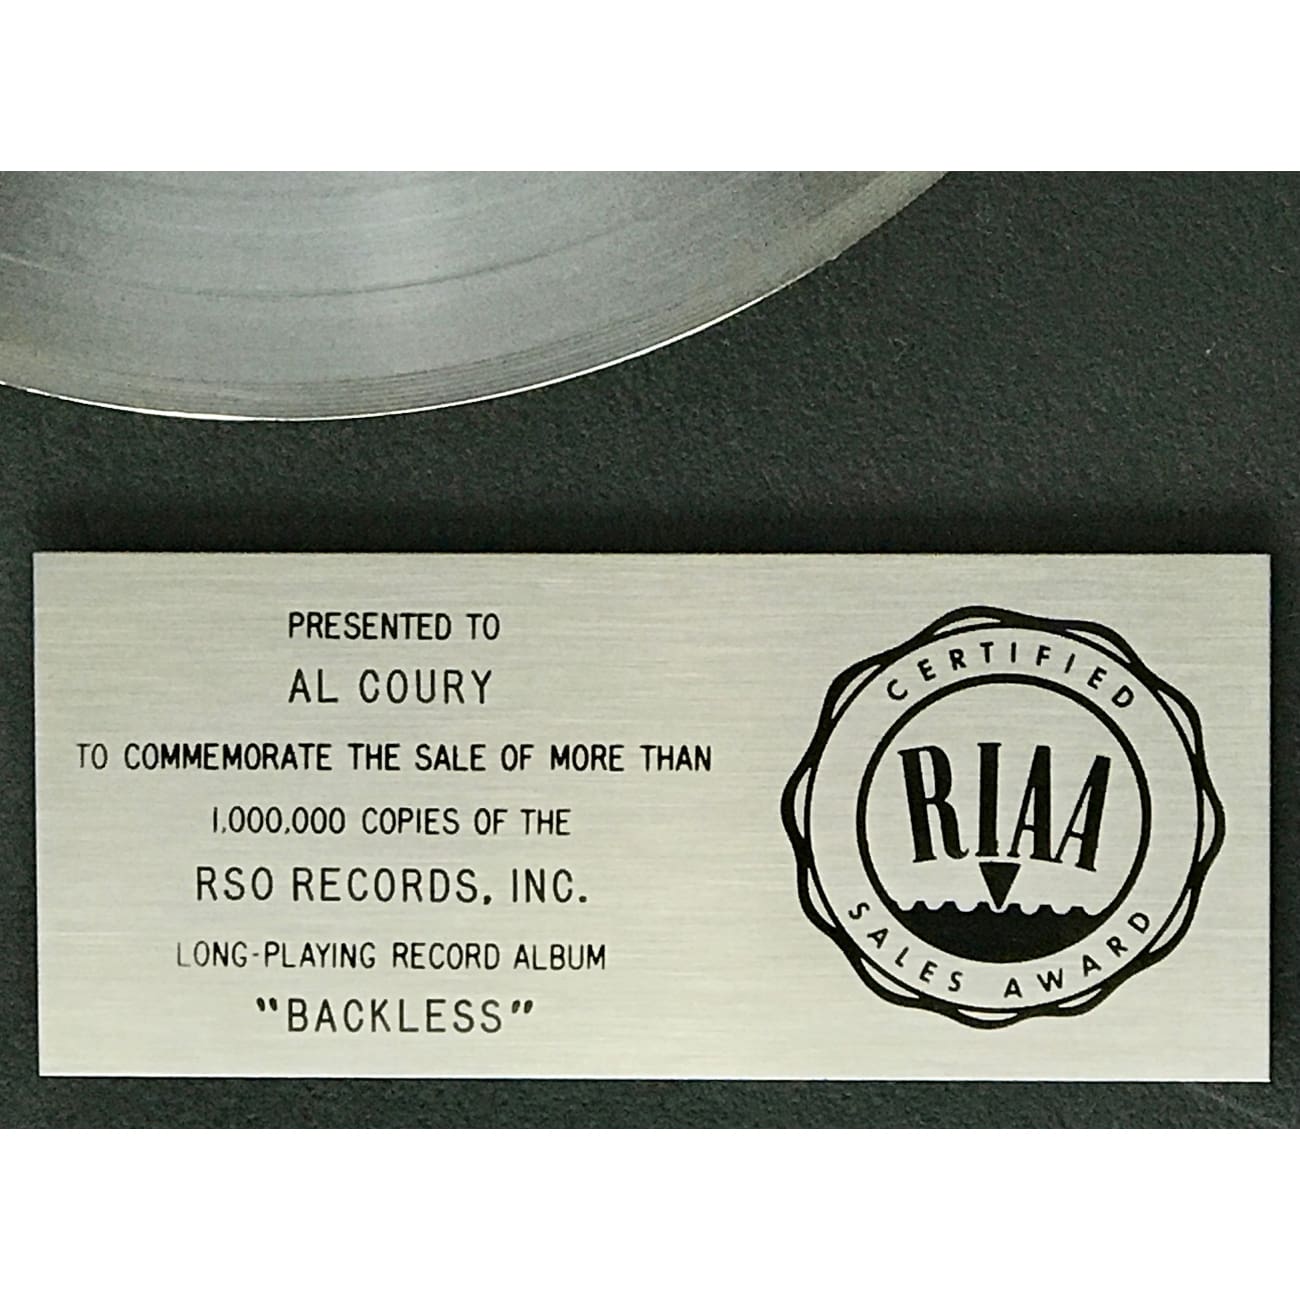 PRESENTED TO
AL COURY
TO COMMEMORATE THE SALE OF MORE THAN
1,000,000 COPIES OF THE
RSO RECORDS, INC.
LONG-PLAYING RECORD ALBUM
"BACKLESS"
CERTIFIED
RIAA
SALES AWARD